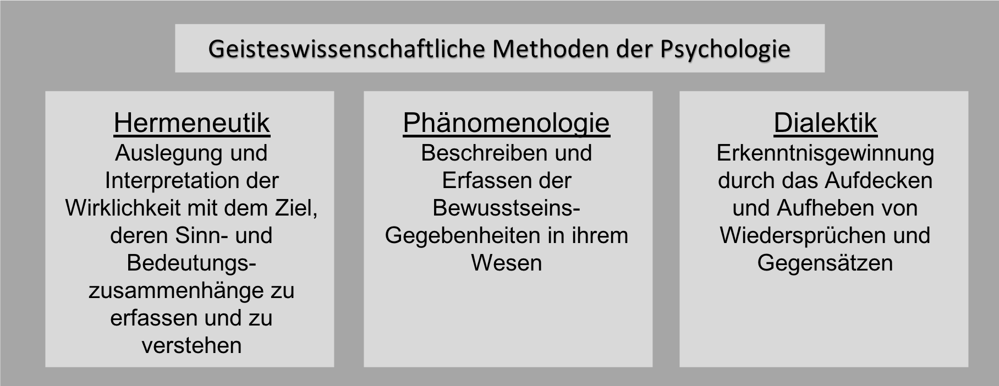 Geisteswissenschaftliche Methoden der Psychologie
Hermeneutik
Auslegung und
Interpretation der
Wirklichkeit mit dem Ziel,
deren Sinn- und
Bedeutungs-
zusammenhänge zu
erfassen und zu
verstehen
Phänomenologie
Beschreiben und
Erfassen der
Bewusstseins-
Gegebenheiten in ihrem
Wesen
Dialektik
Erkenntnisgewinnung
durch das Aufdecken
und Aufheben von
Wiedersprüchen und
Gegensätzen